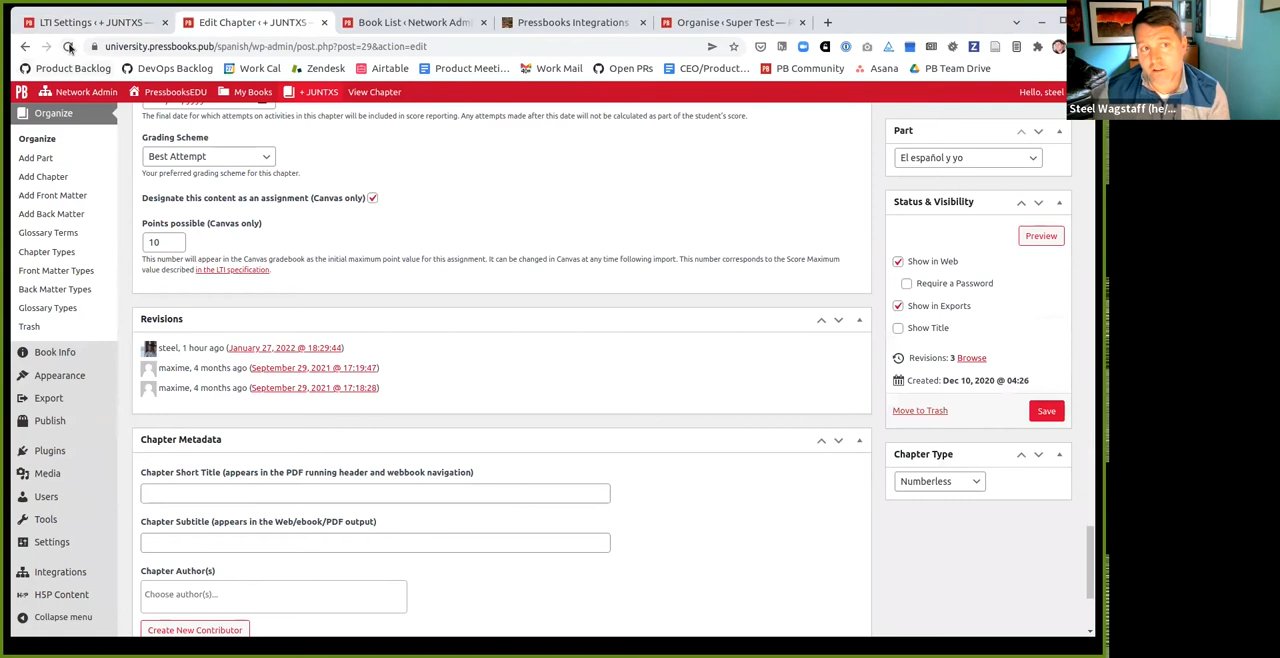 LTI Settings ‹ + JUNTXS —
Edit Chapter ‹ + JUNTXS —
Book List ‹ Network Admi
Pressbooks Integrations
Organise ‹ Super Test — P
university.pressbooks.pub/spanish/wp-admin/post.php?post=29&action=edit
Product Backlog
DevOps Backlog
Work Cal
Zendesk
Airtable
Product Meeti...
Work Mail
Open PRs
CEO/Product...
PB Community
Asana
PB Team Drive
Steel Wagstaff (he/...
Network Admin
PressbooksEDU
My Books
+ JUNTXS
View Chapter
Hello, steel
Organize
Organize
Add Part
Add Chapter
Add Front Matter
Add Back Matter
Glossary Terms
Chapter Types
Front Matter Types
Back Matter Types
Glossary Types
Trash
Book Info
Appearance
Export
Publish
Plugins
Media
Users
Tools
Settings
Integrations
H5P Content
Collapse menu
The final date for which attempts on activities in this chapter will be included in score reporting. Any attempts made after this date will not be calculated as part of the student's score.
Grading Scheme
Best Attempt
Your preferred grading scheme for this chapter.
Designate this content as an assignment (Canvas only)
Points possible (Canvas only)
10
This number will appear in the Canvas gradebook as the initial maximum point value for this assignment. It can be changed in Canvas at any time following import. This number corresponds to the Score Maximum
value described in the LTI specification.
Revisions
steel, 1 hour ago (January 27, 2022 @ 18:29:44)
maxime, 4 months ago (September 29, 2021 @ 17:19:47)
maxime, 4 months ago (September 29, 2021 @ 17:18:28)
Chapter Metadata
Chapter Short Title (appears in the PDF running header and webbook navigation)
Chapter Subtitle (appears in the Web/ebook/PDF output)
Chapter Author(s)
Choose author(s)...
Create New Contributor
Part
El español y yo
Status & Visibility
Preview
Show in Web
Require a Password
Show in Exports
Show Title
Revisions: 3 Browse
Created: Dec 10, 2020 @ 04:26
Move to Trash
Save
Chapter Type
Numberless